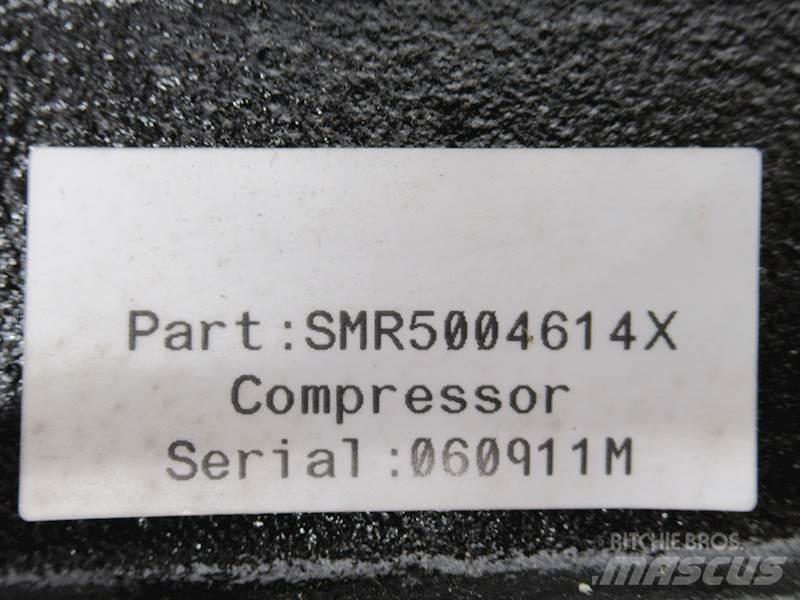 Part:SMR5004614X
Compressor
Serial:060911M
RITCHIE BROS.
MASCUS